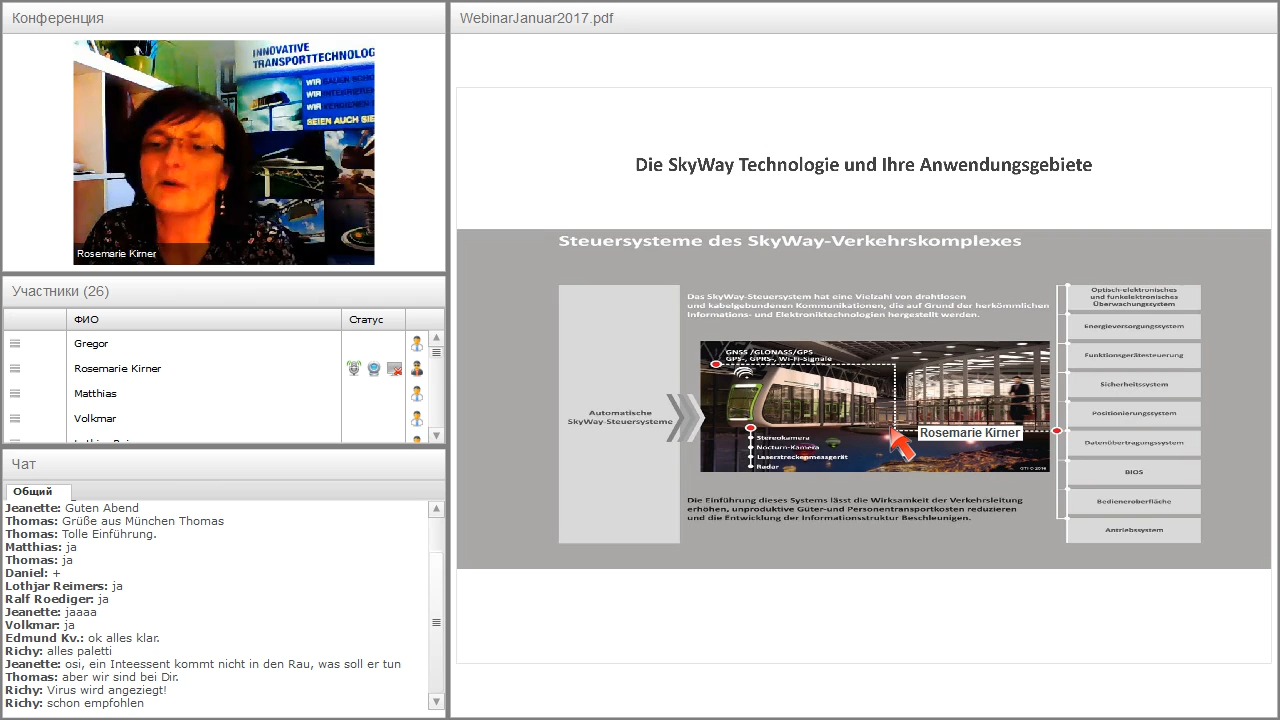 Конференция
INNOVATIVE
TRANSPORTTECHNOLOG
WIR
WIR
WIR
SEIEN AUCH SIE
Rosemarie Kirner
Участники (26)
ФИО
Статус
Gregor
Rosemarie Kirner
Matthias
Volkmar
Чат
Общий
Jeanette: Guten Abend
Thomas: Grüße aus München Thomas
Thomas: Tolle Einführung.
Matthias: ja
Thomas: ja
Daniel: +
Lothjar Reimers: ja
Ralf Roediger: ja
Jeanette: jaaaa
Volkmar: ja
Edmund Kv.: ok alles klar.
Richy: alles paletti
Jeanette: osi, ein Inteessent kommt nicht in den Rau, was soll er tun
Thomas: aber wir sind bei Dir.
Richy: Virus wird angeziegt!
Richy: schon empfohlen
WebinarJanuar2017.pdf
Die SkyWay Technologie und Ihre Anwendungsgebiete
Steuersysteme des SkyWay-Verkehrskomplexes
Automatische
SkyWay-Steuersysteme
Das SkyWay-Steuersystem hat eine Vielzahl von drahtlosen
und kabelgebundenen Kommunikationen, die auf Grund der herkömmlichen
Informations- und Elektroniktechnologien hergestellt werden.
GNSS /GLONASS/GPS
GPS-, GPRS-, Wi-Fi-Signale
Stereokamera
Nocturn-Kamera
Laserstreckenmessgerät
Radar
Rosemarie Kirner
Die Einführung dieses Systems lässt die Wirksamkeit der Verkehrsleitung
erhöhen, unproduktive Güter-und Personentransportkosten reduzieren
und die Entwicklung der Informationsstruktur Beschleunigen.
Optisch-elektronisches
und funkelektronisches
Überwachungssystem
Energieversorgungssystem
Funktionsgerätesteuerung
Sicherheitssystem
Positionierungssystem
Datenübertragungssystem
BIOS
Bedieneroberfläche
Antriebssystem